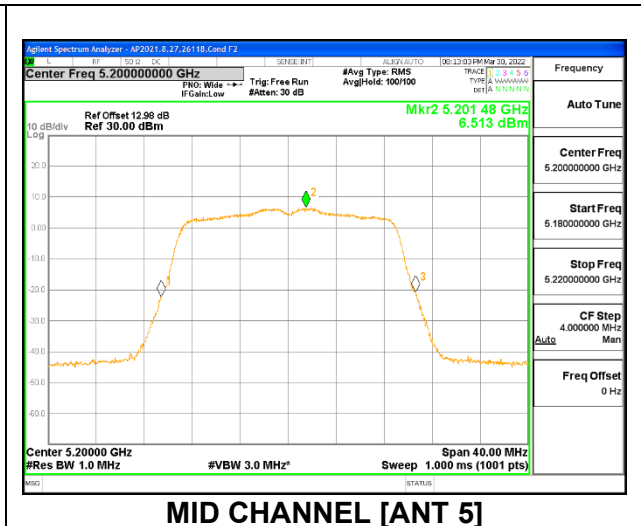 Agilent Spectrum Analyzer - AP2021.8.27,26118,Cond F2
L RF 50 Ω DC SENSE:INT ALIGN AUTO 06:13:03 PM Mar 30, 2022
Center Freq 5.200000000 GHz
PNO: Wide
IFGain:Low
Trig: Free Run
#Atten: 30 dB
#Avg Type: RMS
Avg|Hold: 100/100
TRACE 1 2 3 4 5 6
TYPE A
DET A N N N N N
Frequency
Auto Tune
Ref Offset 12.98 dB
Ref 30.00 dBm
Mkr2 5.201 48 GHz
6.513 dBm
10 dB/div
Log
20.0
10.0
0.00
-10.0
-20.0
-30.0
-40.0
-50.0
-60.0
2
3
Center Freq
5.200000000 GHz
Start Freq
5.180000000 GHz
Stop Freq
5.220000000 GHz
CF Step
4.000000 MHz
Auto Man
Freq Offset
0 Hz
Center 5.20000 GHz
Span 40.00 MHz
#Res BW 1.0 MHz
#VBW 3.0 MHz*
Sweep 1.000 ms (1001 pts)
MSG
STATUS
MID CHANNEL [ANT 5]